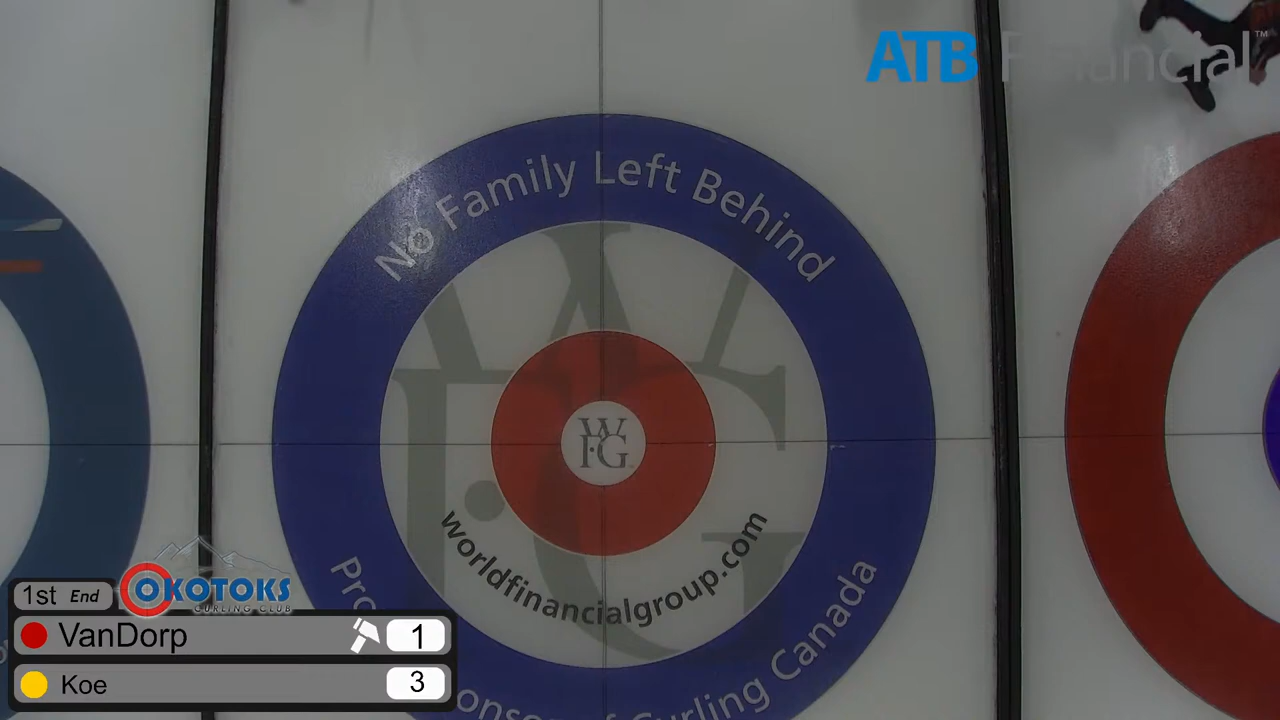 ATB Financial™
No Family Left Behind
WFG
worldfinancialgroup.com
Curling Canada
1st End
OKOTOKS
CURLING CLUB
VanDorp 1
Koe 3